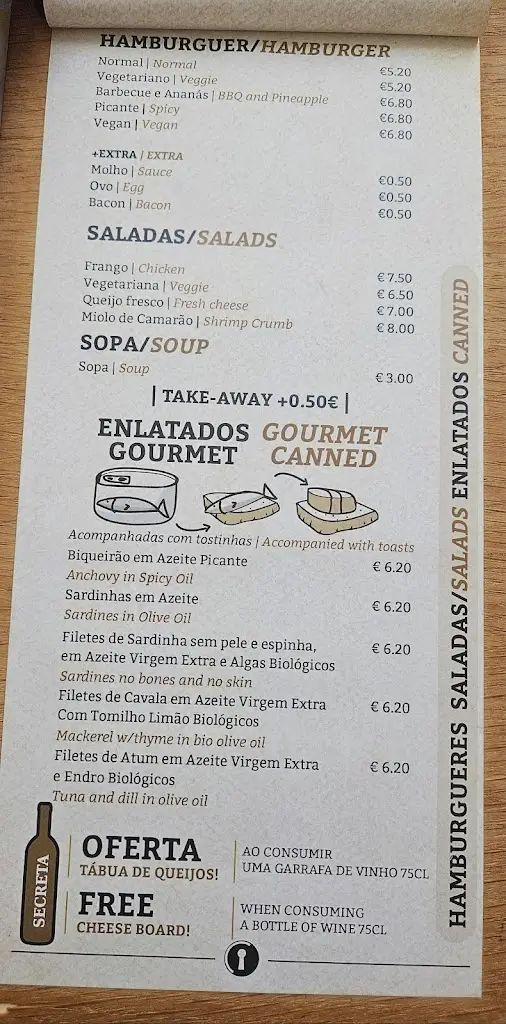 HAMBURGUER/HAMBURGER
Normal | Normal €5.20
Vegetariano | Veggie €5.20
Barbecue e Ananás | BBQ and Pineapple €6.80
Picante | Spicy €6.80
Vegan | Vegan €6.80
+EXTRA | EXTRA
Molho | Sauce €0.50
Ovo | Egg €0.50
Bacon | Bacon €0.50
SALADAS/SALADS
Frango | Chicken €7.50
Vegetariana | Veggie €6.50
Queijo fresco | Fresh cheese €7.00
Miolo de Camarão | Shrimp Crumb €8.00
SOPA/SOUP
Sopa | Soup €3.00
| TAKE-AWAY +0.50€ |
ENLATADOS GOURMET
GOURMET CANNED
Acompanhadas com tostinhas | Accompanied with toasts
Biqueirão em Azeite Picante €6.20
Anchovy in Spicy Oil
Sardinhas em Azeite €6.20
Sardines in Olive Oil
Filetes de Sardinha sem pele e espinha, €6.20
em Azeite Virgem Extra e Algas Biológicos
Sardines no bones and no skin
Filetes de Cavala em Azeite Virgem Extra €6.20
Com Tomilho Limão Biológicos
Mackerel w/thyme in bio olive oil
Filetes de Atum em Azeite Virgem Extra €6.20
e Endro Biológicos
Tuna and dill in olive oil
SECRETA
OFERTA
TÁBUA DE QUEIJOS!
AO CONSUMIR
UMA GARRAFA DE VINHO 75CL
FREE
CHEESE BOARD!
WHEN CONSUMING
A BOTTLE OF WINE 75CL
HAMBURGUERES SALADAS/SALADS ENLATADOS CANNED